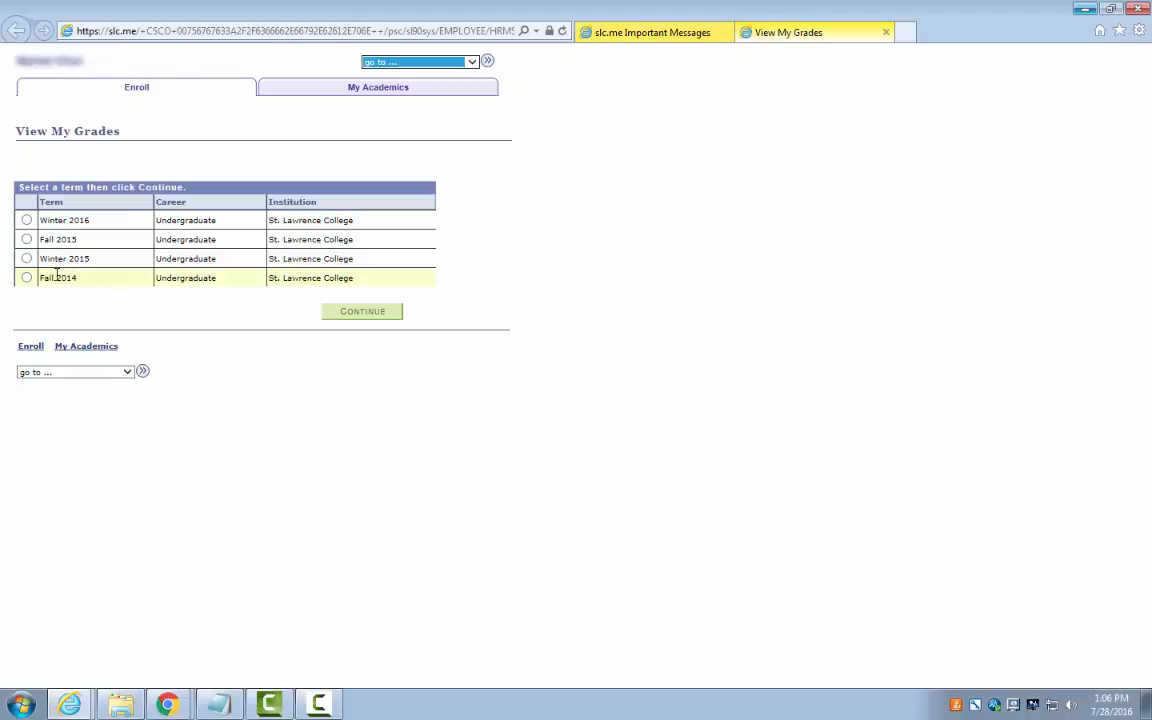 https://slc.me/+CSCO+00756767633A2F2F6366662E66792E62612E706E++/psc/sl90sys/EMPLOYEE/HRMS
slc.me Important Messages
View My Grades
go to ...
Enroll
My Academics
View My Grades
Select a term then click Continue.
Term Career Institution
Winter 2016 Undergraduate St. Lawrence College
Fall 2015 Undergraduate St. Lawrence College
Winter 2015 Undergraduate St. Lawrence College
Fall 2014 Undergraduate St. Lawrence College
CONTINUE
Enroll My Academics
go to ...
1:06 PM
7/28/2016